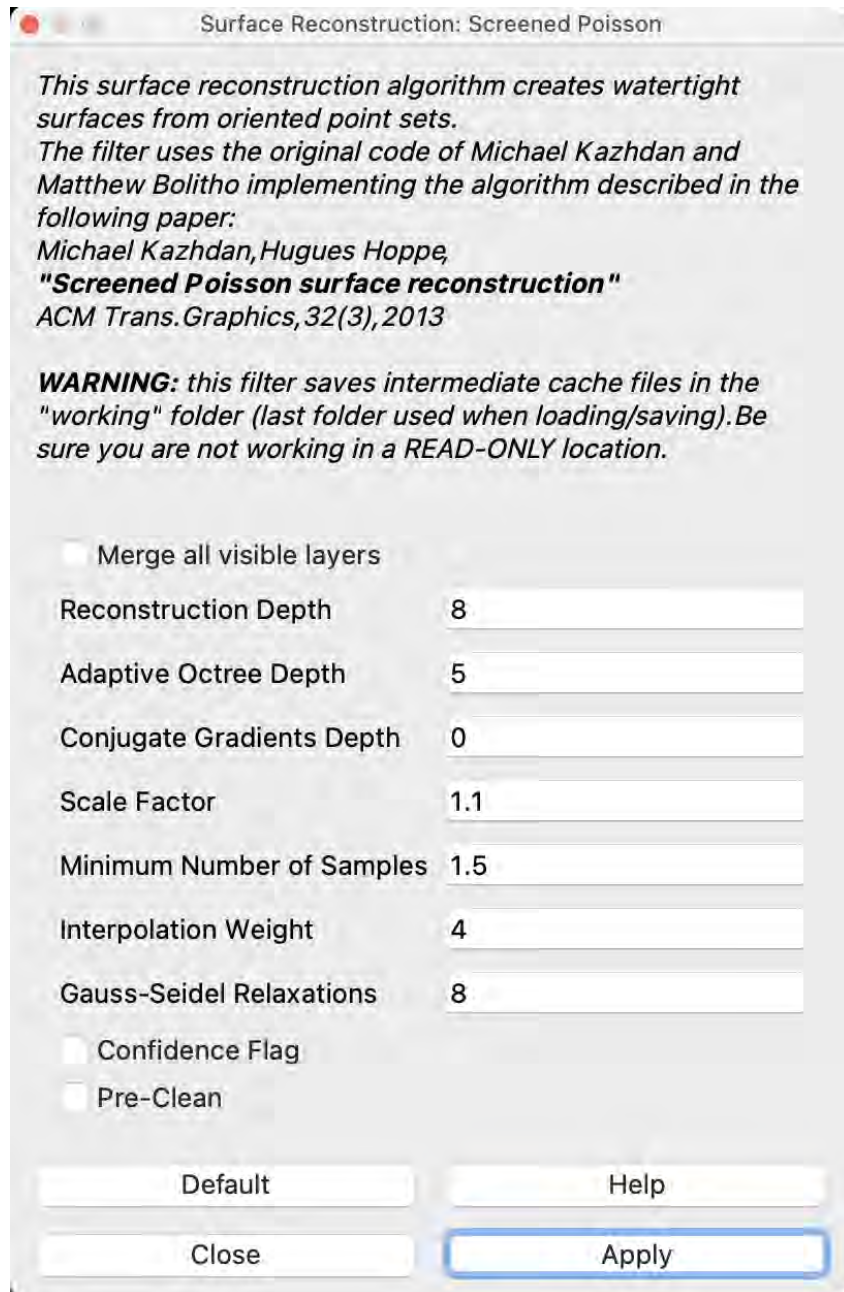 Surface Reconstruction: Screened Poisson
This surface reconstruction algorithm creates watertight
surfaces from oriented point sets.
The filter uses the original code of Michael Kazhdan and
Matthew Bolitho implementing the algorithm described in the
following paper:
Michael Kazhdan,Hugues Hoppe,
"Screened Poisson surface reconstruction"
ACM Trans.Graphics,32(3),2013
WARNING: this filter saves intermediate cache files in the
"working" folder (last folder used when loading/saving).Be
sure you are not working in a READ-ONLY location.
Merge all visible layers
Reconstruction Depth 8
Adaptive Octree Depth 5
Conjugate Gradients Depth 0
Scale Factor 1.1
Minimum Number of Samples 1.5
Interpolation Weight 4
Gauss-Seidel Relaxations 8
Confidence Flag
Pre-Clean
Default Help
Close Apply